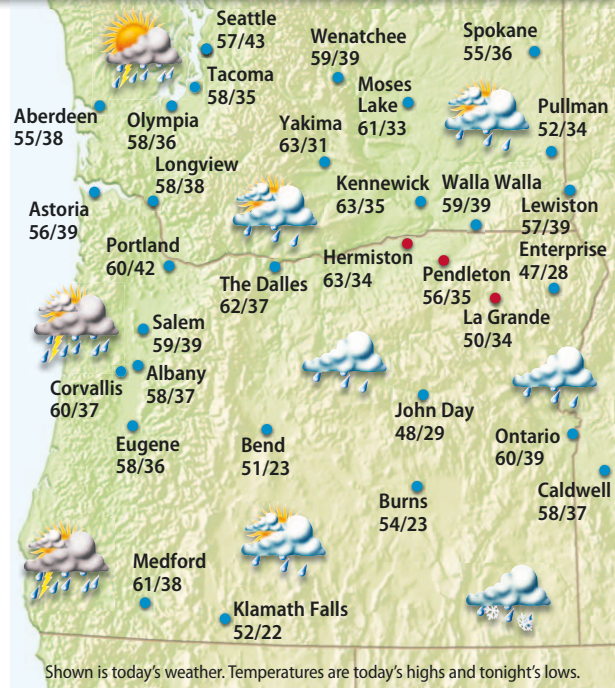 Seattle
57/43
Wenatchee
59/39
Spokane
55/36
Tacoma
58/35
Moses
Lake
61/33
Aberdeen
55/38
Olympia
58/36
Yakima
63/31
Pullman
52/34
Longview
58/38
Kennewick
63/35
Walla Walla
59/39
Lewiston
57/39
Astoria
56/39
Portland
60/42
The Dalles
62/37
Hermiston
63/34
Pendleton
56/35
Enterprise
47/28
La Grande
50/34
Salem
59/39
Corvallis
60/37
Albany
58/37
John Day
48/29
Eugene
58/36
Bend
51/23
Ontario
60/39
Burns
54/23
Caldwell
58/37
Medford
61/38
Klamath Falls
52/22
Shown is today's weather. Temperatures are today's highs and tonight's lows.